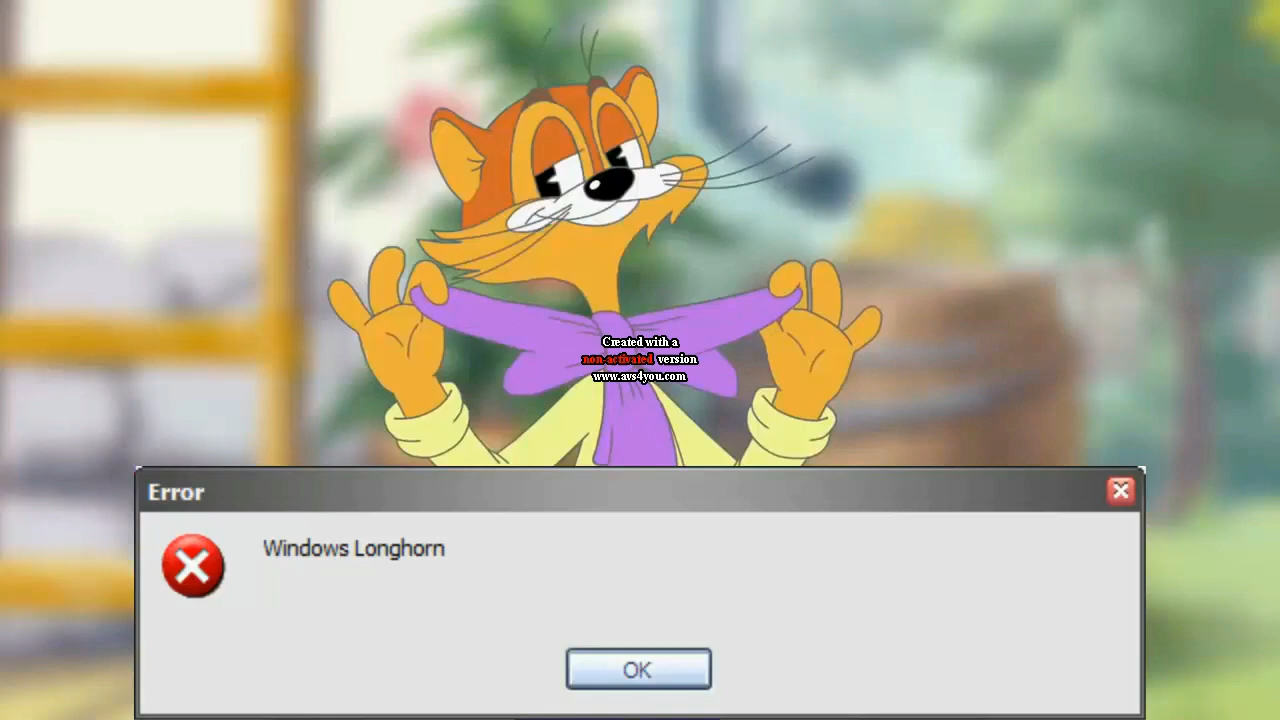 Created with a
non-activated version
www.avs4you.com
Error
Windows Longhorn
OK